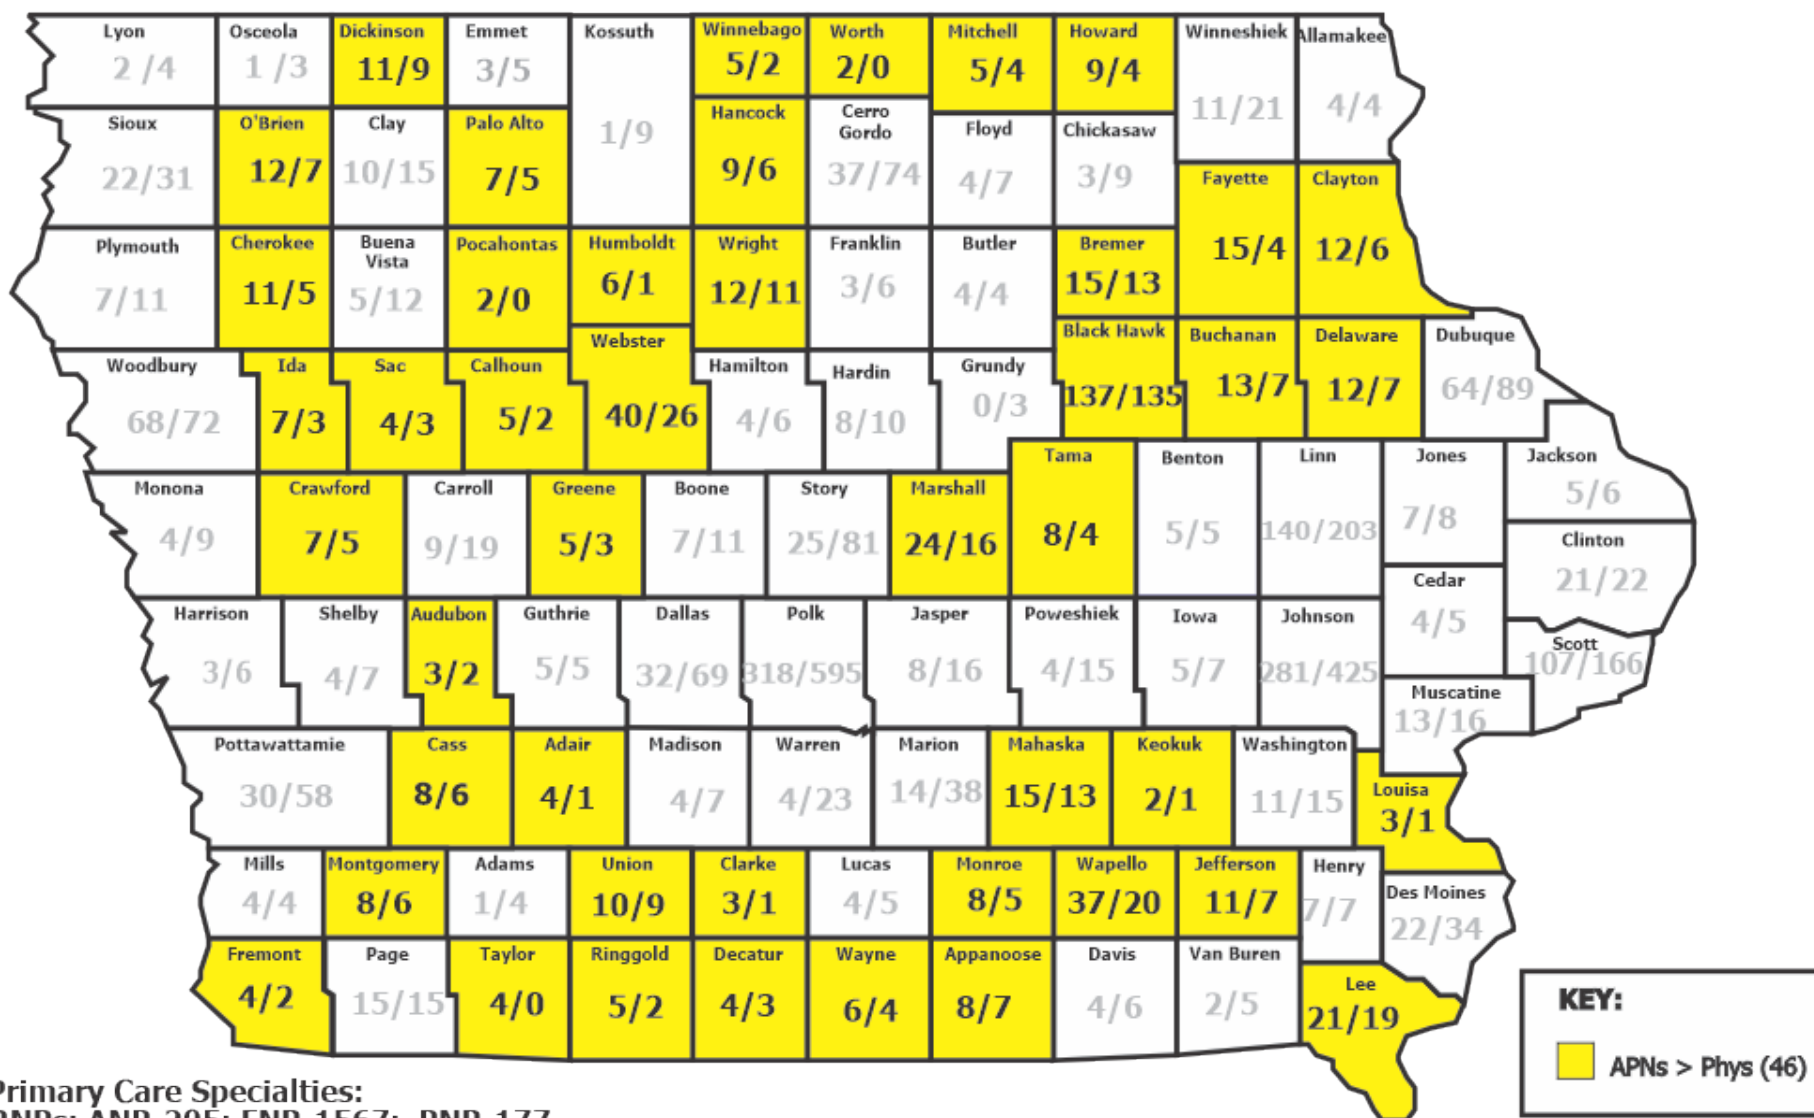 Lyon
2 /4
Osceola
1 /3
Dickinson
11/9
Emmet
3/5
Kossuth
1/9
Winnebago
5/2
Worth
2/0
Mitchell
5/4
Howard
9/4
Winneshiek
11/21
Allamakee
4/4
Sioux
22/31
O'Brien
12/7
Clay
10/15
Palo Alto
7/5
Hancock
9/6
Cerro
Gordo
37/74
Floyd
4/7
Chickasaw
3/9
Fayette
15/4
Clayton
12/6
Plymouth
7/11
Cherokee
11/5
Buena
Vista
5/12
Pocahontas
2/0
Humboldt
6/1
Wright
12/11
Franklin
3/6
Butler
4/4
Bremer
15/13
Woodbury
68/72
Ida
7/3
Sac
4/3
Calhoun
5/2
Webster
40/26
Hamilton
4/6
Hardin
8/10
Grundy
0/3
Black Hawk
137/135
Buchanan
13/7
Delaware
12/7
Dubuque
64/89
Monona
4/9
Crawford
7/5
Carroll
9/19
Greene
5/3
Boone
7/11
Story
25/81
Marshall
24/16
Tama
8/4
Benton
5/5
Linn
140/203
Jones
7/8
Jackson
5/6
Clinton
21/22
Cedar
4/5
Harrison
3/6
Shelby
4/7
Audubon
3/2
Guthrie
5/5
Dallas
32/69
Polk
318/595
Jasper
8/16
Poweshiek
4/15
Iowa
5/7
Johnson
281/425
Scott
107/166
Muscatine
13/16
Pottawattamie
30/58
Cass
8/6
Adair
4/1
Madison
4/7
Warren
4/23
Marion
14/38
Mahaska
15/13
Keokuk
2/1
Washington
11/15
Louisa
3/1
Mills
4/4
Montgomery
8/6
Adams
1/4
Union
10/9
Clarke
3/1
Lucas
4/5
Monroe
8/5
Wapello
37/20
Jefferson
11/7
Henry
7/7
Des Moines
22/34
Fremont
4/2
Page
15/15
Taylor
4/0
Ringgold
5/2
Decatur
4/3
Wayne
6/4
Appanoose
8/7
Davis
4/6
Van Buren
2/5
Lee
21/19
KEY:
APNs > Phys (46)
Primary Care Specialties: